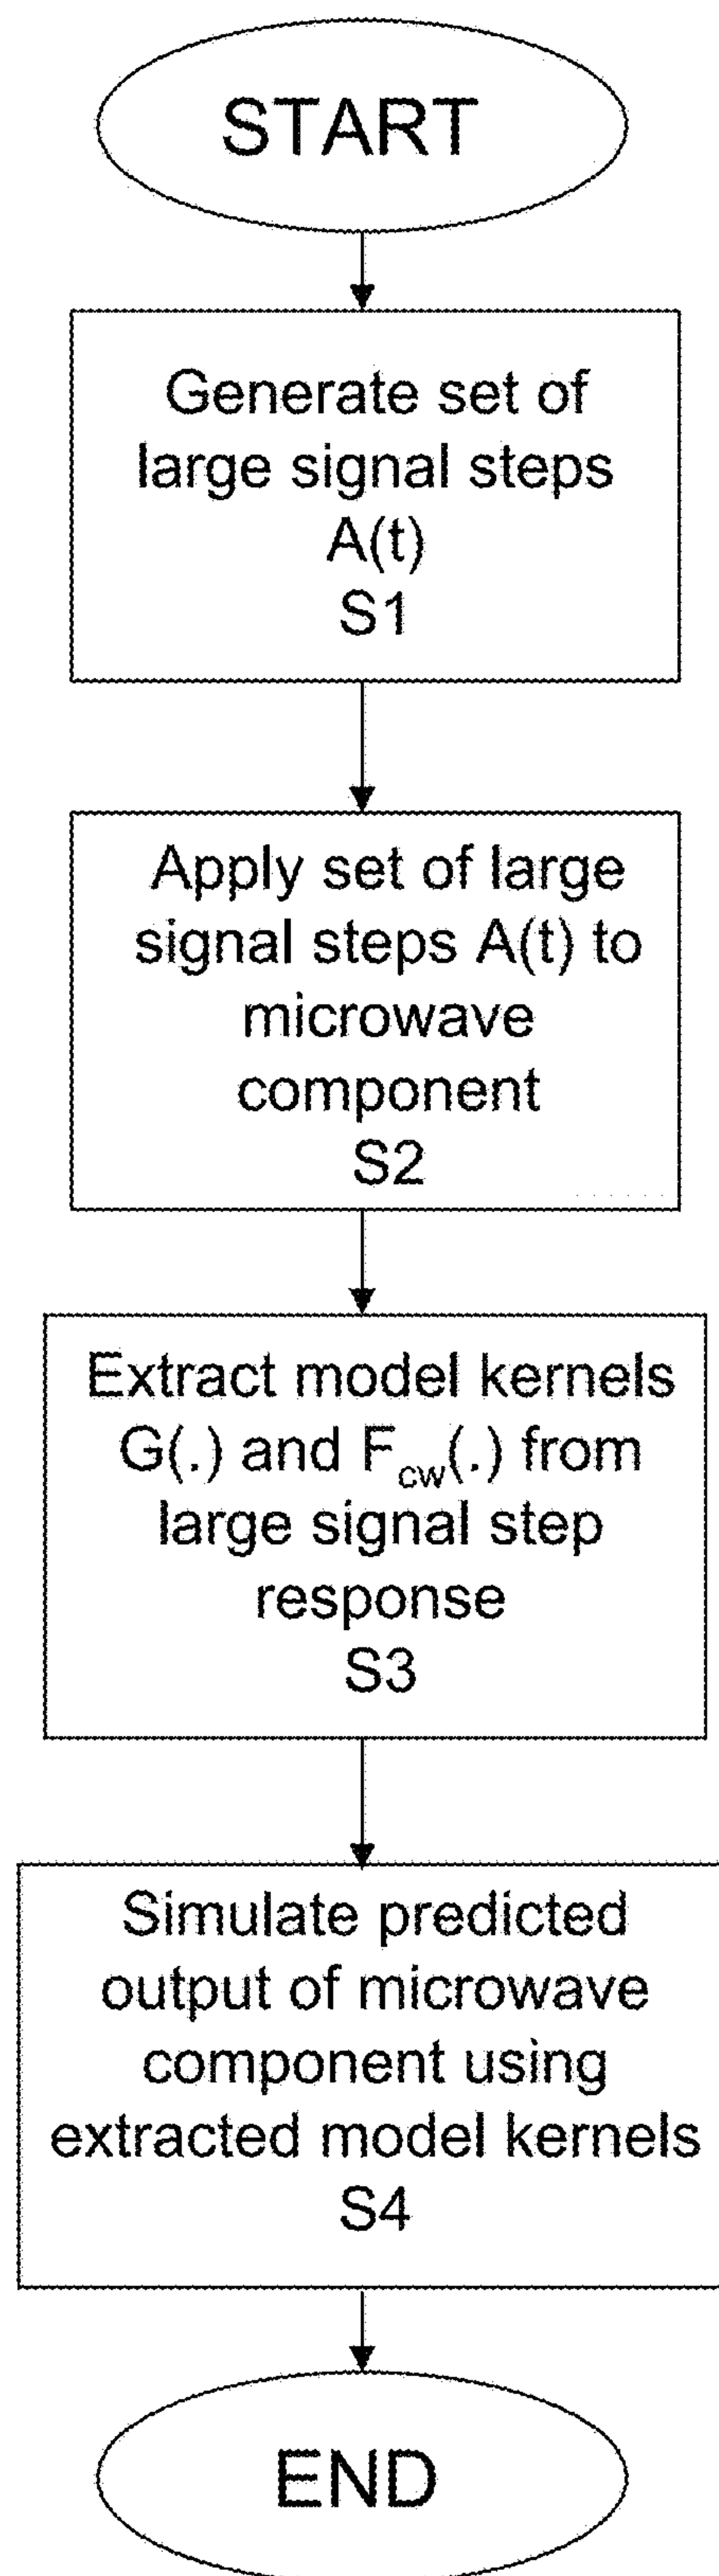 START
Generate set of
large signal steps
A(t)
S1
Apply set of large
signal steps A(t) to
microwave
component
S2
Extract model kernels
G(.) and Fcw(.) from
large signal step
response
S3
Simulate predicted
output of microwave
component using
extracted model kernels
S4
END